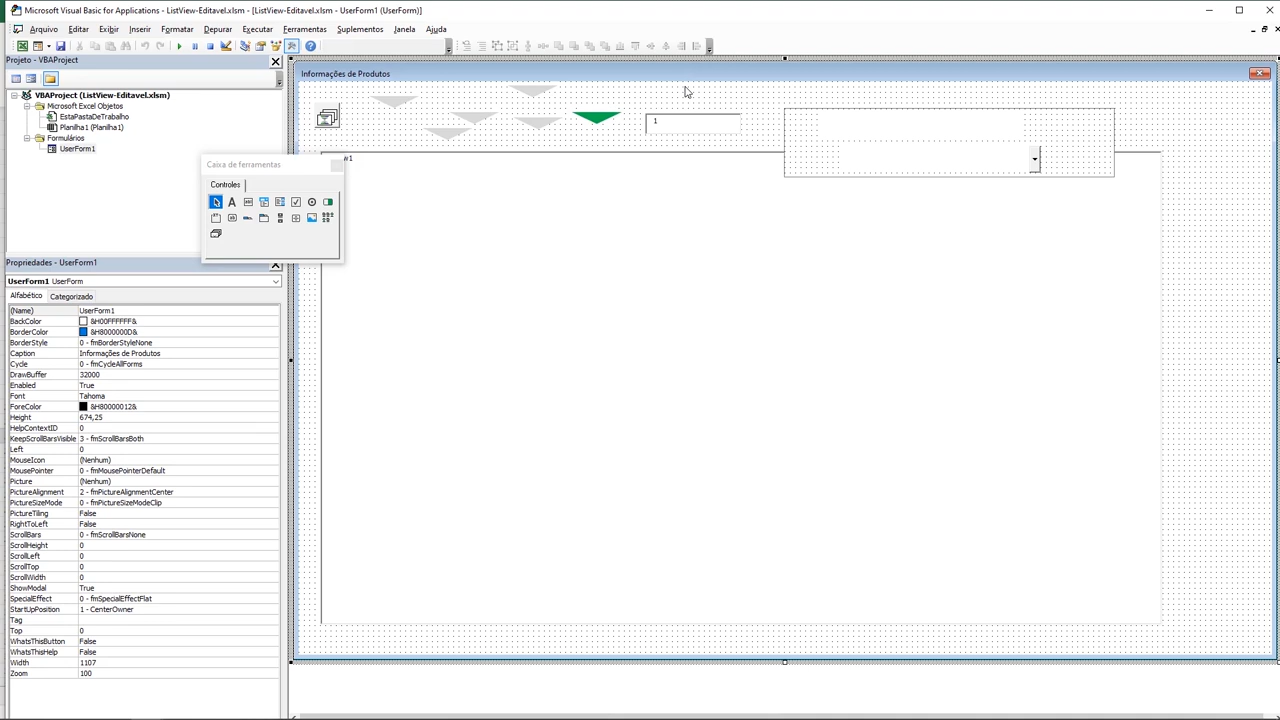 Microsoft Visual Basic for Applications - ListView-Editavel.xlsm - [ListView-Editavel.xlsm - UserForm1 (UserForm)]
Arquivo Editar Exibir Inserir Formatar Depurar Executar Ferramentas Suplementos Janela Ajuda
Projeto - VBAProject
VBAProject (ListView-Editavel.xlsm)
Microsoft Excel Objetos
EstaPastaDeTrabalho
Planilha1 (Planilha1)
Formulários
UserForm1
Caixa de ferramentas
Controles
Informações de Produtos
1
w1
Propriedades - UserForm1
UserForm1 UserForm
Alfabético Categorizado
(Name) UserForm1
BackColor &H00FFFFFF&
BorderColor &H8000000D&
BorderStyle 0 - fmBorderStyleNone
Caption Informações de Produtos
Cycle 0 - fmCycleAllForms
DrawBuffer 32000
Enabled True
Font Tahoma
ForeColor &H80000012&
Height 674,25
HelpContextID 0
KeepScrollBarsVisible 3 - fmScrollBarsBoth
Left 0
MouseIcon (Nenhum)
MousePointer 0 - fmMousePointerDefault
Picture (Nenhum)
PictureAlignment 2 - fmPictureAlignmentCenter
PictureSizeMode 0 - fmPictureSizeModeClip
PictureTiling False
RightToLeft False
ScrollBars 0 - fmScrollBarsNone
ScrollHeight 0
ScrollLeft 0
ScrollTop 0
ScrollWidth 0
ShowModal True
SpecialEffect 0 - fmSpecialEffectFlat
StartUpPosition 1 - CenterOwner
Tag
Top 0
WhatsThisButton False
WhatsThisHelp False
Width 1107
Zoom 100